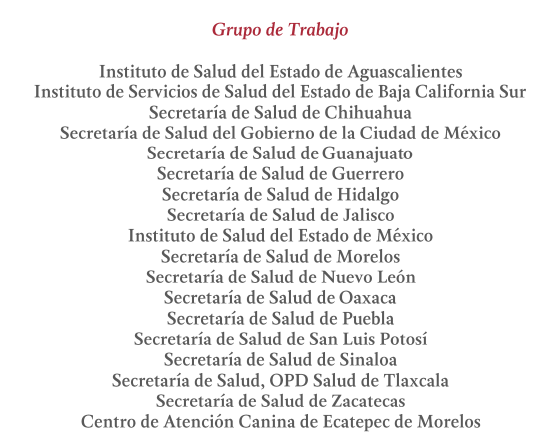 Grupo de Trabajo
Instituto de Salud del Estado de Aguascalientes
Instituto de Servicios de Salud del Estado de Baja California Sur
Secretaría de Salud de Chihuahua
Secretaría de Salud del Gobierno de la Ciudad de México
Secretaría de Salud de Guanajuato
Secretaría de Salud de Guerrero
Secretaría de Salud de Hidalgo
Secretaría de Salud de Jalisco
Instituto de Salud del Estado de México
Secretaría de Salud de Morelos
Secretaría de Salud de Nuevo León
Secretaría de Salud de Oaxaca
Secretaría de Salud de Puebla
Secretaría de Salud de San Luis Potosí
Secretaría de Salud de Sinaloa
Secretaría de Salud, OPD Salud de Tlaxcala
Secretaría de Salud de Zacatecas
Centro de Atención Canina de Ecatepec de Morelos